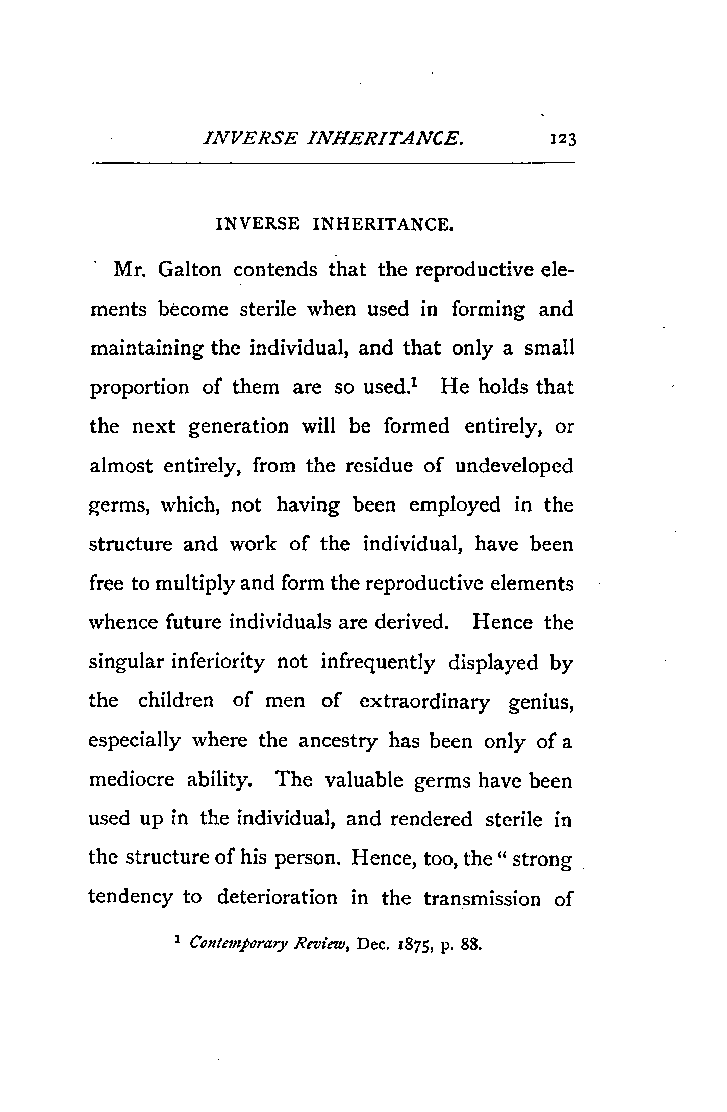 INVERSE INHERITANCE. 123
INVERSE INHERITANCE.
Mr. Galton contends that the reproductive ele-
ments become sterile when used in forming and
maintaining the individual, and that only a small
proportion of them are so used.¹ He holds that
the next generation will be formed entirely, or
almost entirely, from the residue of undeveloped
germs, which, not having been employed in the
structure and work of the individual, have been
free to multiply and form the reproductive elements
whence future individuals are derived. Hence the
singular inferiority not infrequently displayed by
the children of men of extraordinary genius,
especially where the ancestry has been only of a
mediocre ability. The valuable germs have been
used up in the individual, and rendered sterile in
the structure of his person. Hence, too, the “ strong
tendency to deterioration in the transmission of
¹ Contemporary Review, Dec. 1875, p. 88.